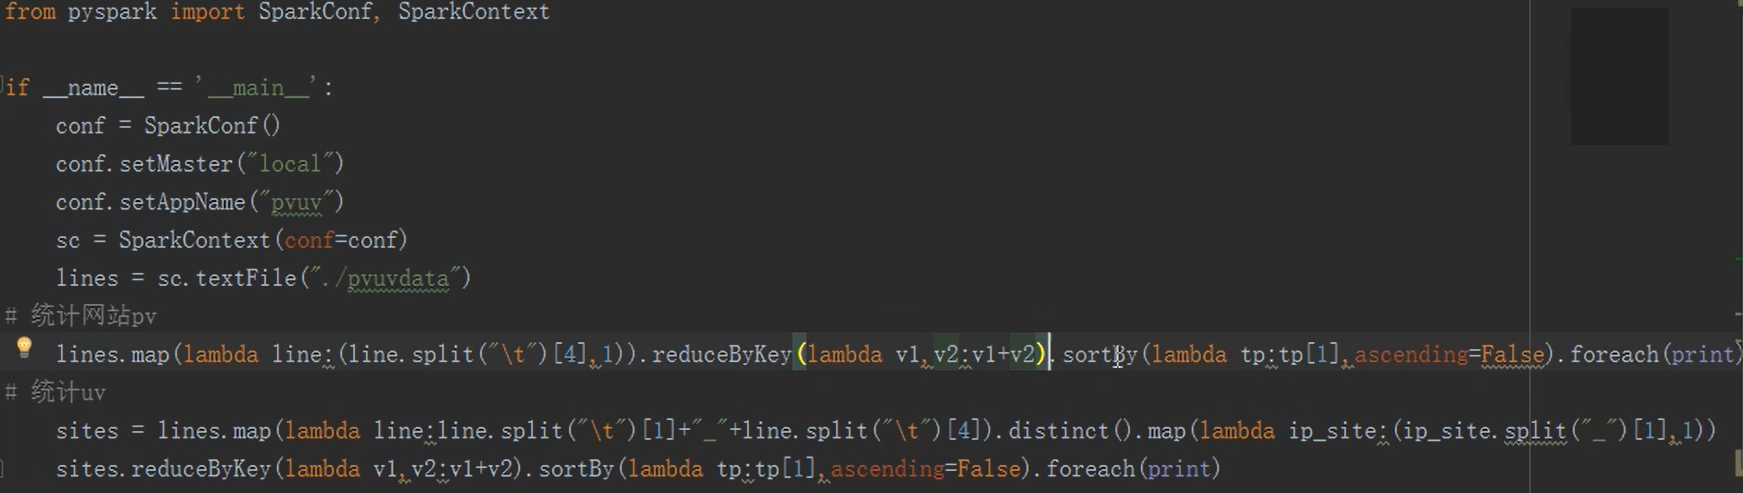 from pyspark import SparkConf, SparkContext
if __name__ == '__main__':
conf = SparkConf()
conf.setMaster("local")
conf.setAppName("pvuv")
sc = SparkContext(conf=conf)
lines = sc.textFile("./pvuvdata")
# 统计网站pv
lines.map(lambda line:(line.split("\t")[4],1)).reduceByKey(lambda v1,v2:v1+v2).sortBy(lambda tp:tp[1],ascending=False).foreach(print)
# 统计uv
sites = lines.map(lambda line:line.split("\t")[1]+"_"+line.split("\t")[4]).distinct().map(lambda ip_site:(ip_site.split("_")[1],1))
sites.reduceByKey(lambda v1,v2:v1+v2).sortBy(lambda tp:tp[1],ascending=False).foreach(print)